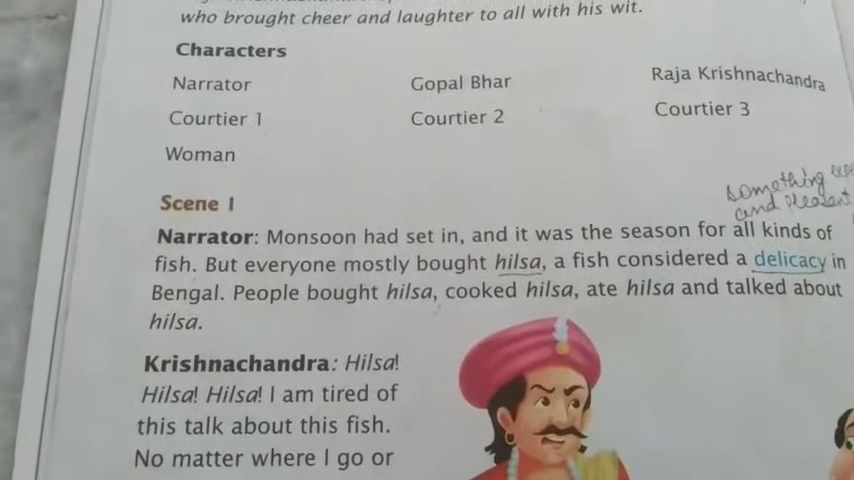 who brought cheer and laughter to all with his wit.
Characters
Narrator Gopal Bhar Raja Krishnachandra
Courtier 1 Courtier 2 Courtier 3
Woman
something
and pleasant
Scene 1
Narrator: Monsoon had set in, and it was the season for all kinds of
fish. But everyone mostly bought hilsa, a fish considered a delicacy in
Bengal. People bought hilsa, cooked hilsa, ate hilsa and talked about
hilsa.
Krishnachandra: Hilsa!
Hilsa! Hilsa! I am tired of
this talk about this fish.
No matter where I go or